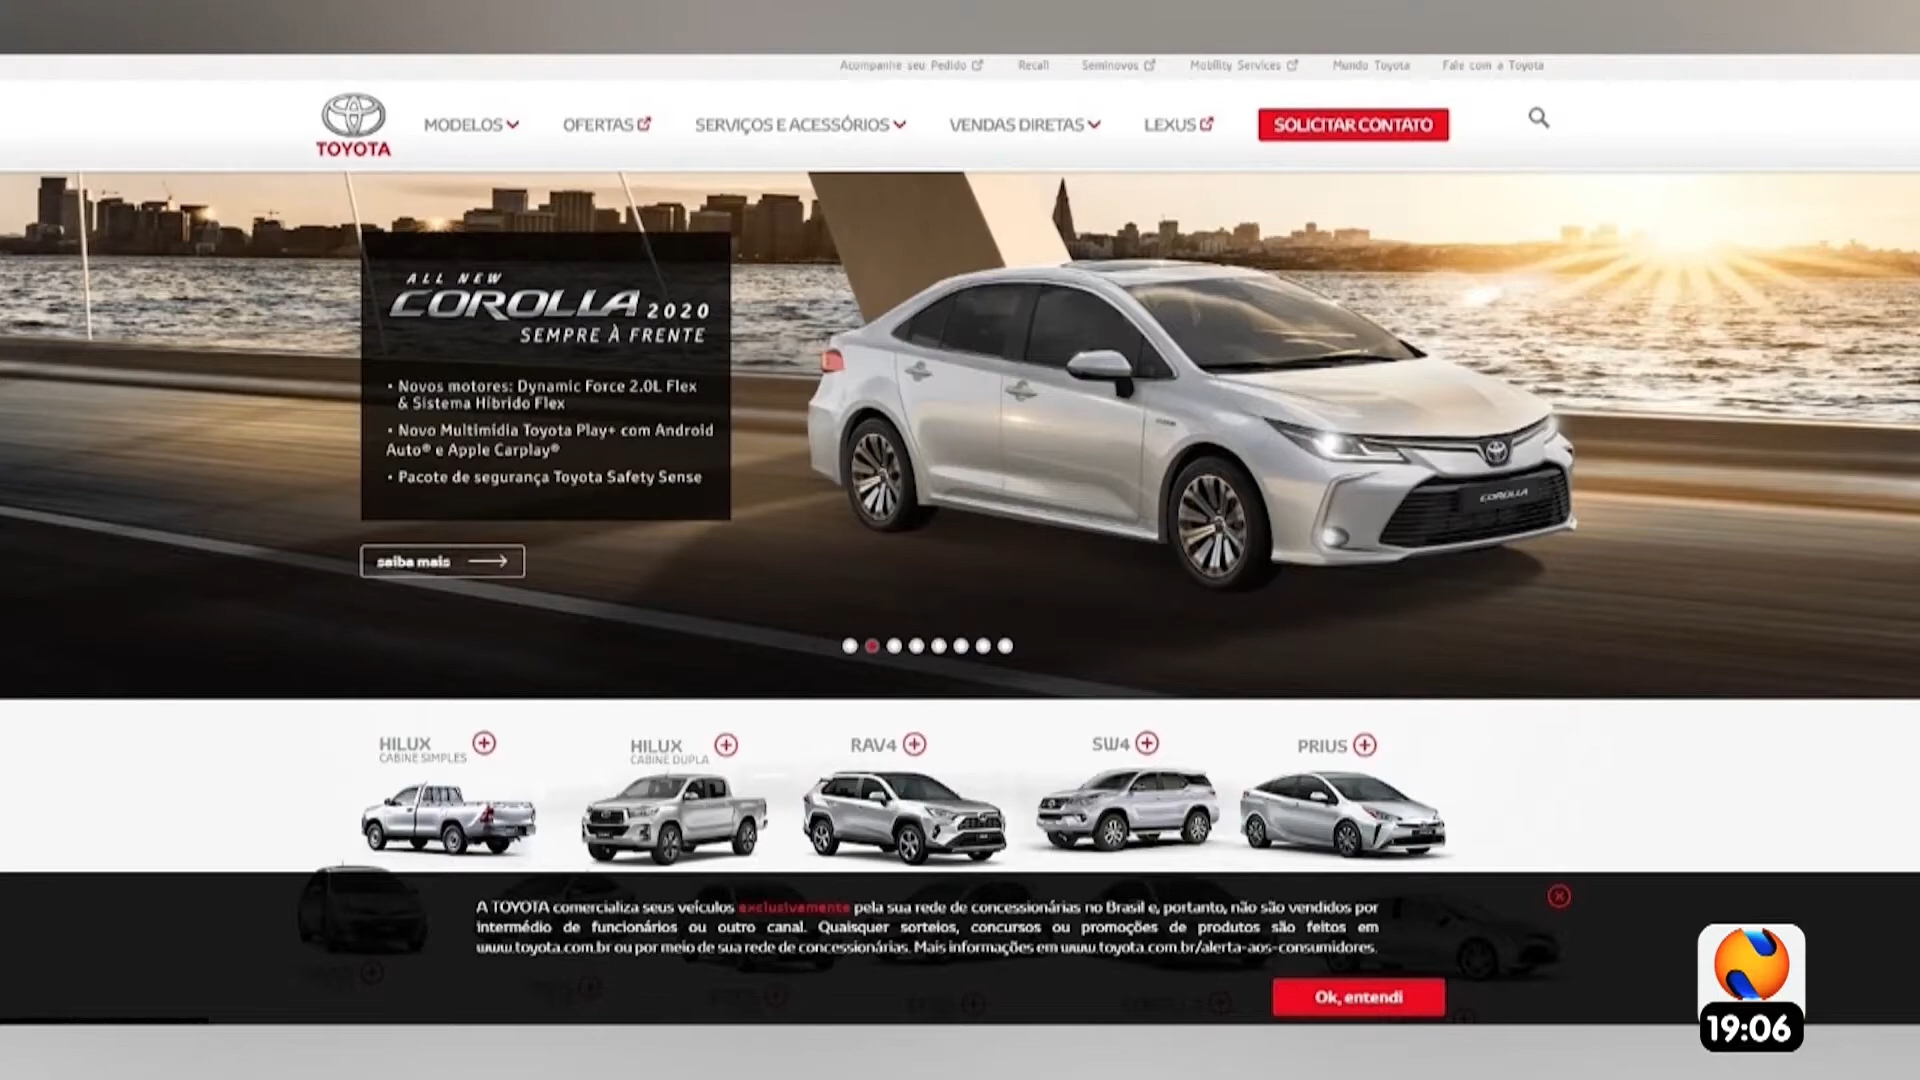 Acompanhe seu Pedido
Recall
Seminovos
Mobility Services
Mundo Toyota
Fale com a Toyota
TOYOTA
MODELOS
OFERTAS
SERVIÇOS E ACESSÓRIOS
VENDAS DIRETAS
LEXUS
SOLICITAR CONTATO
ALL NEW
COROLLA 2020
SEMPRE À FRENTE
• Novos motores: Dynamic Force 2.0L Flex
& Sistema Híbrido Flex
• Novo Multimídia Toyota Play+ com Android
Auto® e Apple Carplay®
• Pacote de segurança Toyota Safety Sense
saiba mais
COROLLA
HILUX
CABINE SIMPLES
HILUX
CABINE DUPLA
RAV4
SW4
PRIUS
A TOYOTA comercializa seus veículos exclusivamente pela sua rede de concessionárias no Brasil e, portanto, não são vendidos por
intermédio de funcionários ou outro canal. Quaisquer sorteios, concursos ou promoções de produtos são feitos em
www.toyota.com.br ou por meio de sua rede de concessionárias. Mais informações em www.toyota.com.br/alerta-aos-consumidores.
Ok, entendi
19:06